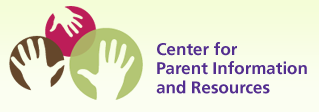 Center for
Parent Information
and Resources